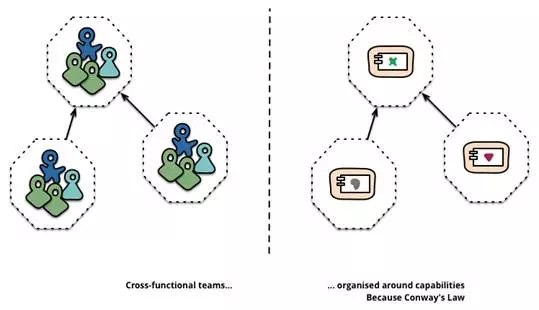 Cross-functional teams...
... organised around capabilities
Because Conway's Law